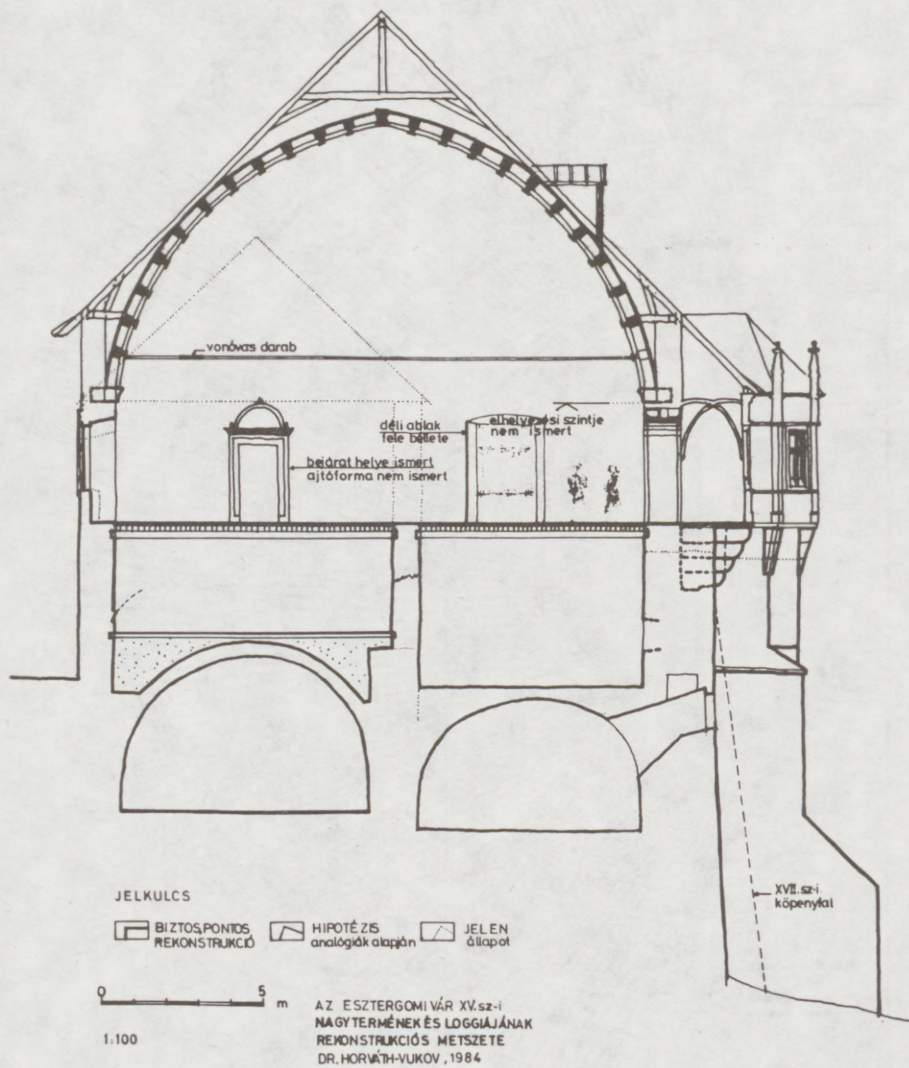 vonóvas darab
déli ablak
fele bellete
elhelyezési szintje
nem ismert
bejárat helye ismert
ajtóforma nem ismert
XVII.sz-i.
köpenyfal
JELKULCS
BIZTOS,PONTOS
REKONSTRUKCIÓ
HIPOTÉZIS
analógiák alapján
JELEN
állapot
0 5 m
1:100
AZ ESZTERGOMI VÁR XV.sz-i
NAGYTERMÉNEK ÉS LOGGIÁJÁNAK
REKONSTRUKCIÓS METSZETE
DR. HORVÁTH-VUKOV, 1984